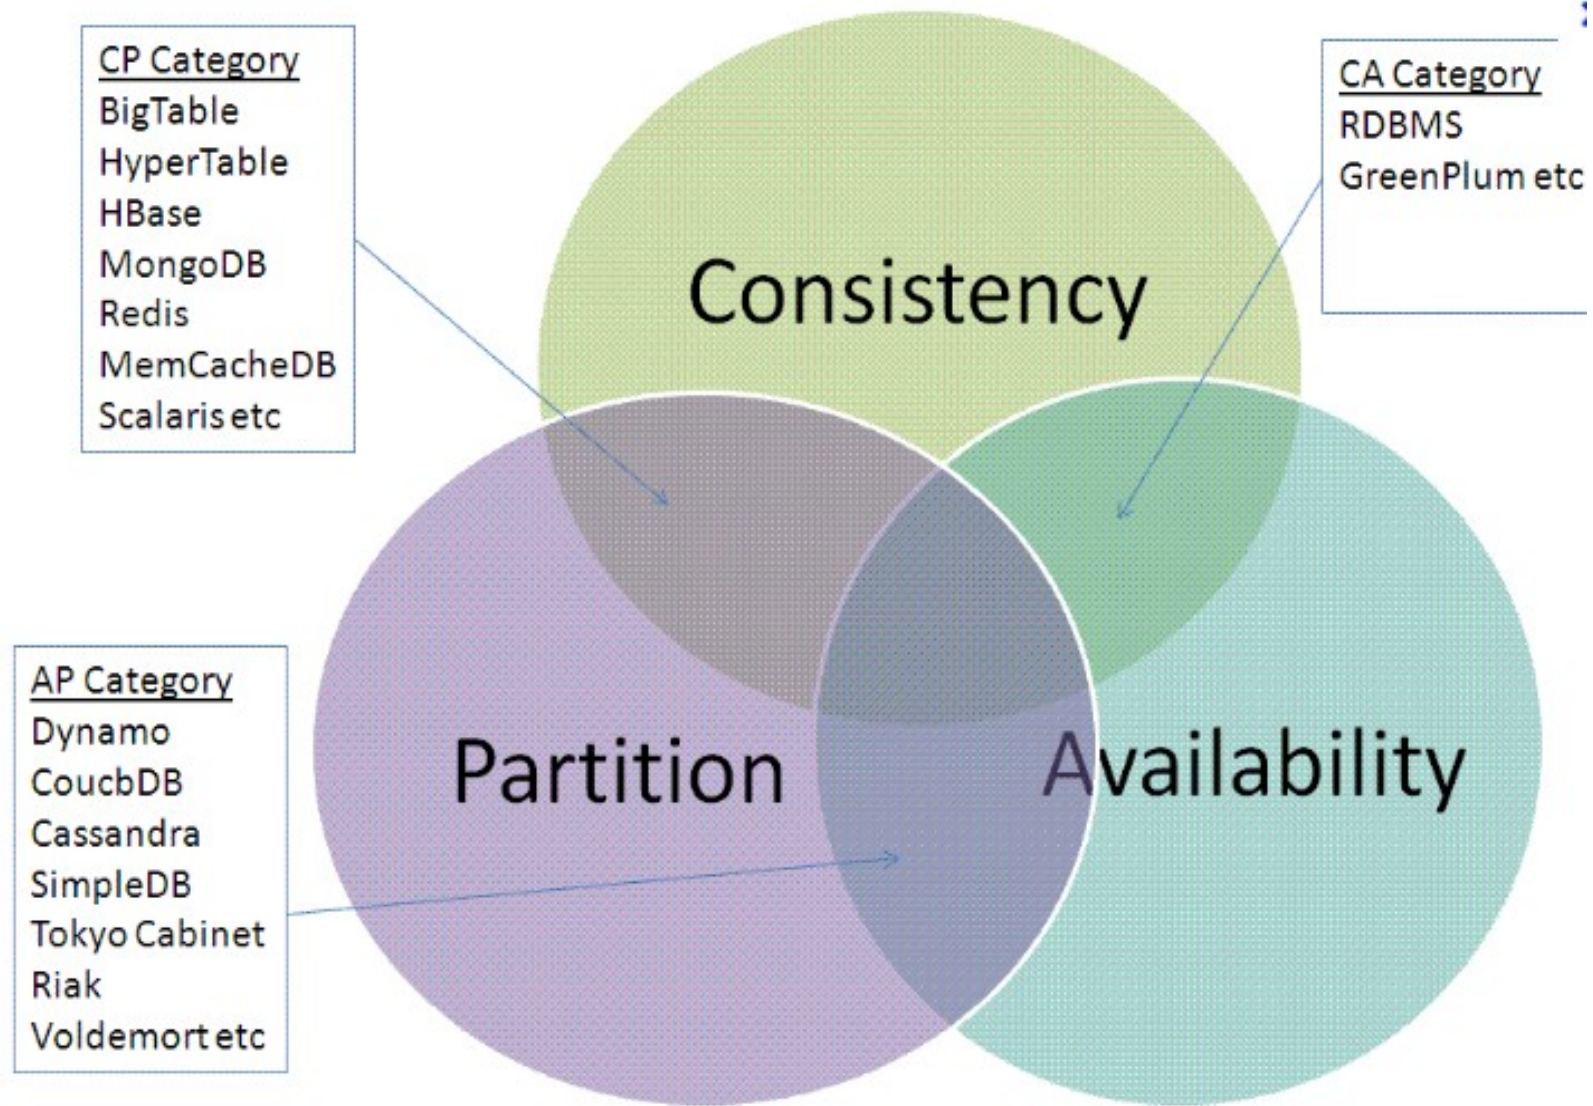 CP Category
BigTable
HyperTable
HBase
MongoDB
Redis
MemCacheDB
Scalaris etc
CA Category
RDBMS
GreenPlum etc
Consistency
Partition
Availability
AP Category
Dynamo
CoucbDB
Cassandra
SimpleDB
Tokyo Cabinet
Riak
Voldemort etc